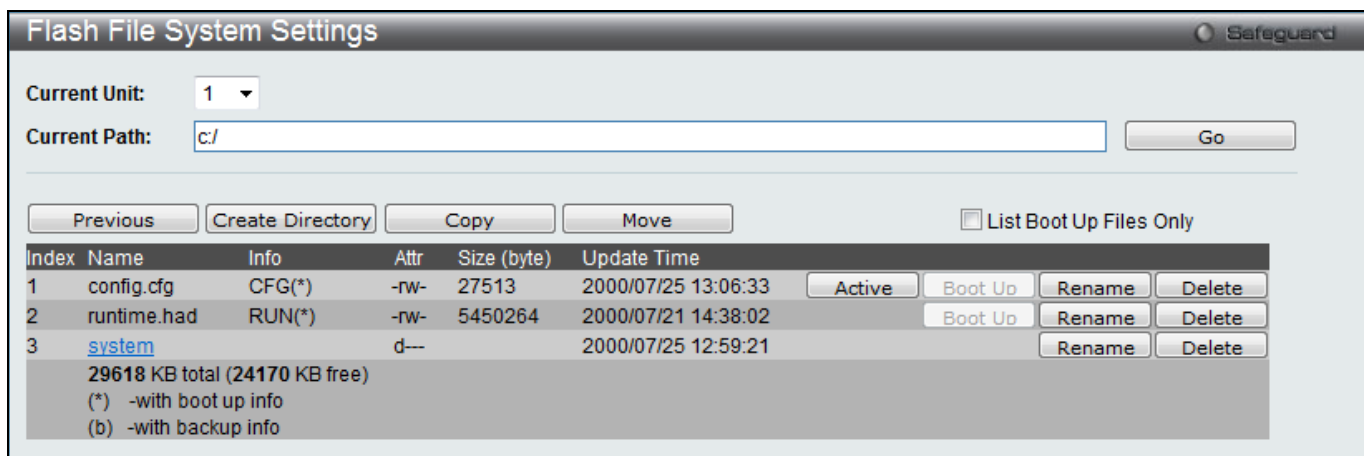 Flash File System Settings Safeguard
Current Unit: 1
Current Path: c:/ Go
Previous Create Directory Copy Move List Boot Up Files Only
Index Name Info Attr Size (byte) Update Time
1 config.cfg CFG(*) -rw- 27513 2000/07/25 13:06:33 Active Boot Up Rename Delete
2 runtime.had RUN(*) -rw- 5450264 2000/07/21 14:38:02 Boot Up Rename Delete
3 system d--- 2000/07/25 12:59:21 Rename Delete
29618 KB total (24170 KB free)
(*) -with boot up info
(b) -with backup info